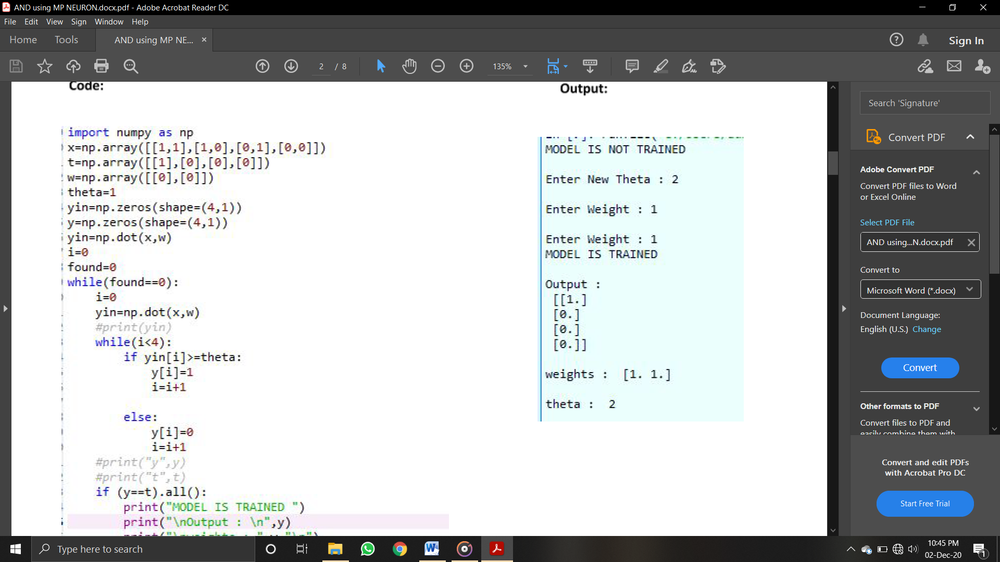 AND using MP NEURON.docx.pdf - Adobe Acrobat Reader DC
File Edit View Sign Window Help
Home Tools AND using MP NE... × Sign In
2 / 8 135%
Code:
import numpy as np
x=np.array([[1,1],[1,0],[0,1],[0,0]])
t=np.array([[1],[0],[0],[0]])
w=np.array([[0],[0]])
theta=1
yin=np.zeros(shape=(4,1))
y=np.zeros(shape=(4,1))
yin=np.dot(x,w)
i=0
found=0
while(found==0):
    i=0
    yin=np.dot(x,w)
    #print(yin)
    while(i<4):
        if yin[i]>=theta:
            y[i]=1
            i=i+1
        else:
            y[i]=0
            i=i+1
    #print("y",y)
    #print("t",t)
    if (y==t).all():
        print("MODEL IS TRAINED ")
        print("\nOutput : \n",y)
Output:
MODEL IS NOT TRAINED
Enter New Theta : 2
Enter Weight : 1
Enter Weight : 1
MODEL IS TRAINED
Output :
[[1.]
[0.]
[0.]
[0.]]
weights : [1. 1.]
theta : 2
Search 'Signature'
Convert PDF
Adobe Convert PDF
Convert PDF files to Word
or Excel Online
Select PDF File
AND using...N.docx.pdf
Convert to
Microsoft Word (*.docx)
Document Language:
English (U.S.) Change
Convert
Other formats to PDF
Convert files to PDF and
easily combine them with
Convert and edit PDFs
with Acrobat Pro DC
Start Free Trial
Type here to search
10:45 PM
02-Dec-20
1